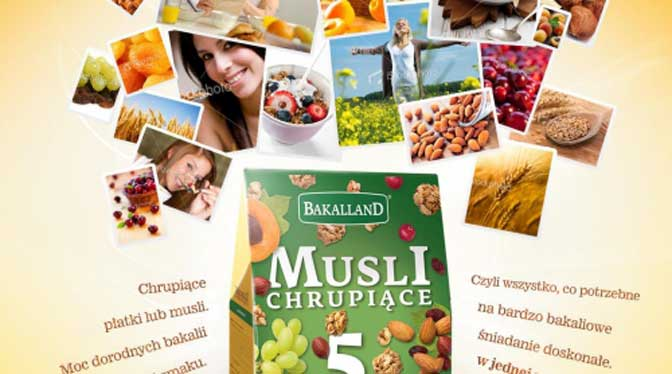 BAKALLAND
MUSLI
CHRUPIĄCE
5
Chrupiące
płatki lub musli.
Moc dorodnych bakalii
smaku.
Czyli wszystko, co potrzebne
na bardzo bakaliowe
śniadanie doskonałe.
w jednej